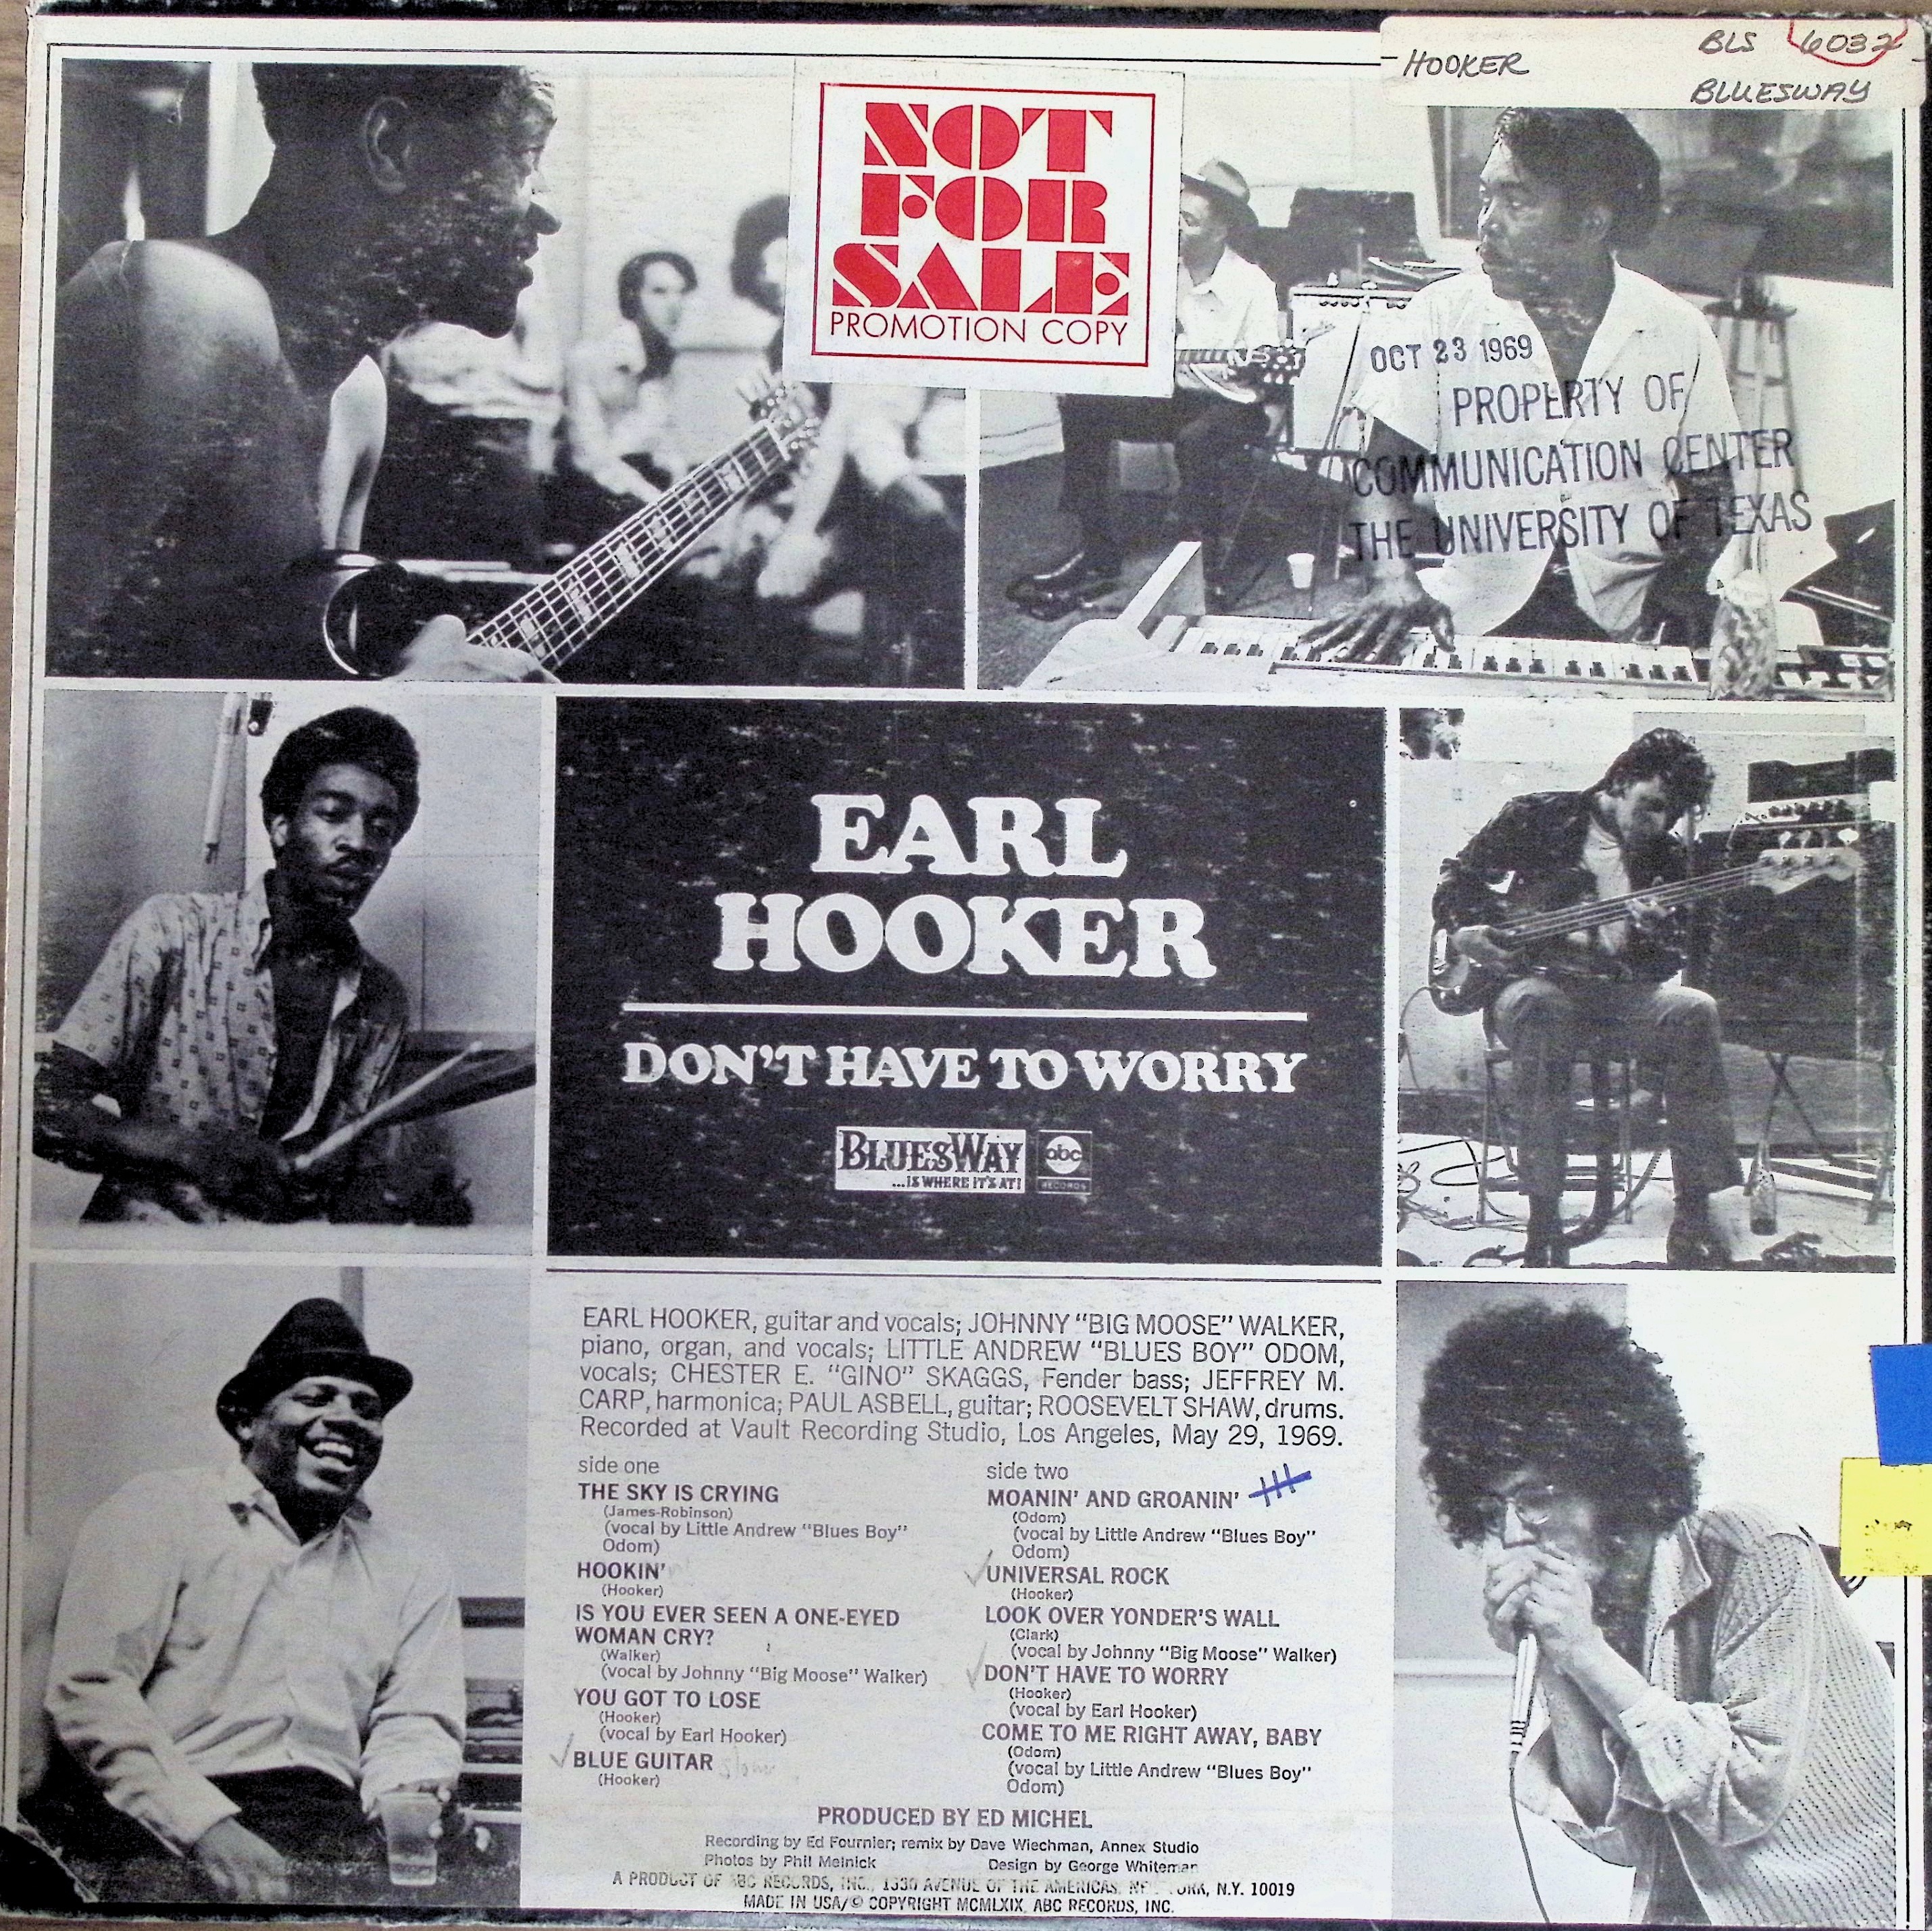 HOOKER
BLS 6032
BLUESWAY
NOT
FOR
SALE
PROMOTION COPY
OCT 23 1969
PROPERTY OF
COMMUNICATION CENTER
THE UNIVERSITY OF TEXAS
EARL
HOOKER
DON'T HAVE TO WORRY
BLUESWAY
...IS WHERE IT'S AT!
abc
RECORDS
EARL HOOKER, guitar and vocals; JOHNNY "BIG MOOSE" WALKER,
piano, organ, and vocals; LITTLE ANDREW "BLUES BOY" ODOM,
vocals; CHESTER E. "GINO" SKAGGS, Fender bass; JEFFREY M.
CARP, harmonica; PAUL ASBELL, guitar; ROOSEVELT SHAW, drums.
Recorded at Vault Recording Studio, Los Angeles, May 29, 1969.
side one
THE SKY IS CRYING
(James-Robinson)
(vocal by Little Andrew "Blues Boy"
Odom)
HOOKIN'
(Hooker)
IS YOU EVER SEEN A ONE-EYED
WOMAN CRY?
(Walker)
(vocal by Johnny "Big Moose" Walker)
YOU GOT TO LOSE
(Hooker)
(vocal by Earl Hooker)
BLUE GUITAR slow
(Hooker)
side two
MOANIN' AND GROANIN'
(Odom)
(vocal by Little Andrew "Blues Boy"
Odom)
UNIVERSAL ROCK
(Hooker)
LOOK OVER YONDER'S WALL
(Clark)
(vocal by Johnny "Big Moose" Walker)
DON'T HAVE TO WORRY
(Hooker)
(vocal by Earl Hooker)
COME TO ME RIGHT AWAY, BABY
(Odom)
(vocal by Little Andrew "Blues Boy"
Odom)
PRODUCED BY ED MICHEL
Recording by Ed Fournier; remix by Dave Wiechman, Annex Studio
Photos by Phil Melnick Design by George Whiteman
A PRODUCT OF ABC RECORDS, INC., 1330 AVENUE OF THE AMERICAS, NEW YORK, N.Y. 10019
MADE IN USA/© COPYRIGHT MCMLXIX, ABC RECORDS, INC.